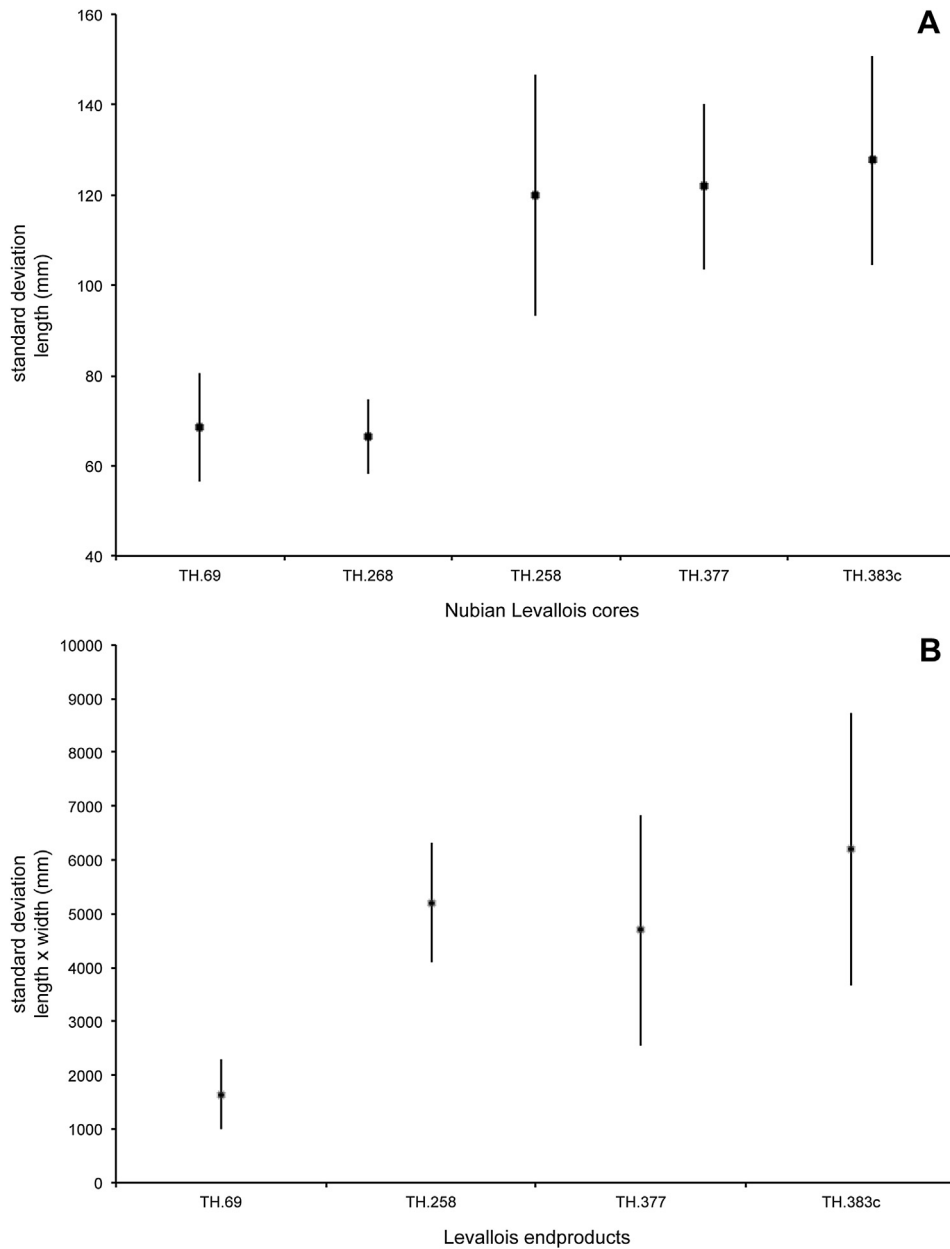 A
160
140
120
100
80
60
40
standard deviation
length (mm)
TH.69 TH.268 TH.258 TH.377 TH.383c
Nubian Levallois cores
B
10000
9000
8000
7000
6000
5000
4000
3000
2000
1000
0
standard deviation
length x width (mm)
TH.69 TH.258 TH.377 TH.383c
Levallois endproducts